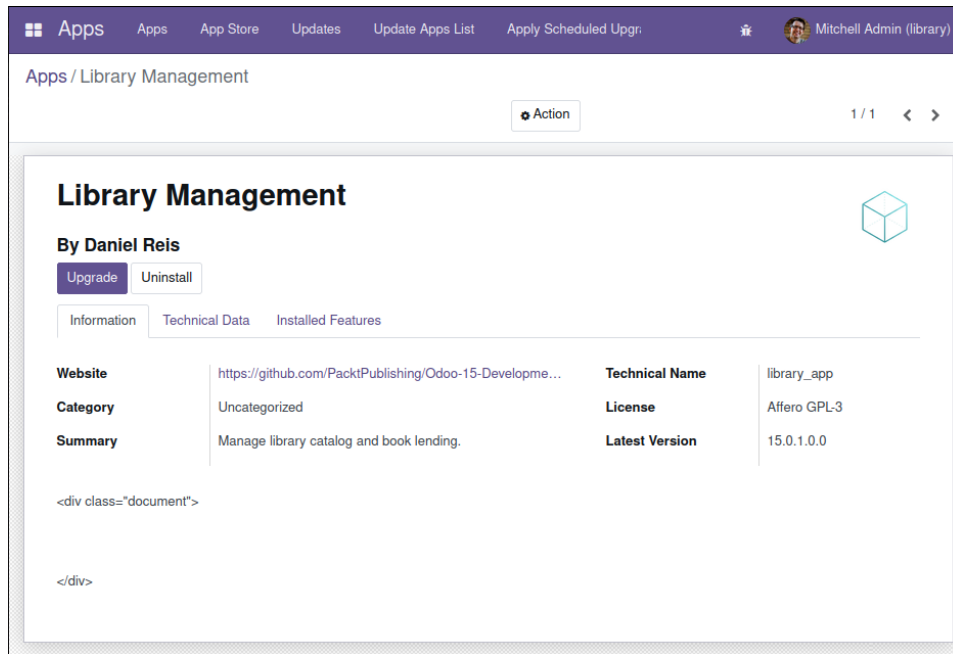 Apps Apps App Store Updates Update Apps List Apply Scheduled Upgr Mitchell Admin (library)
Apps / Library Management
Action 1 / 1
Library Management
By Daniel Reis
Upgrade Uninstall
Information Technical Data Installed Features
Website https://github.com/PacktPublishing/Odoo-15-Developme… Technical Name library_app
Category Uncategorized License Affero GPL-3
Summary Manage library catalog and book lending. Latest Version 15.0.1.0.0
<div class="document">
</div>